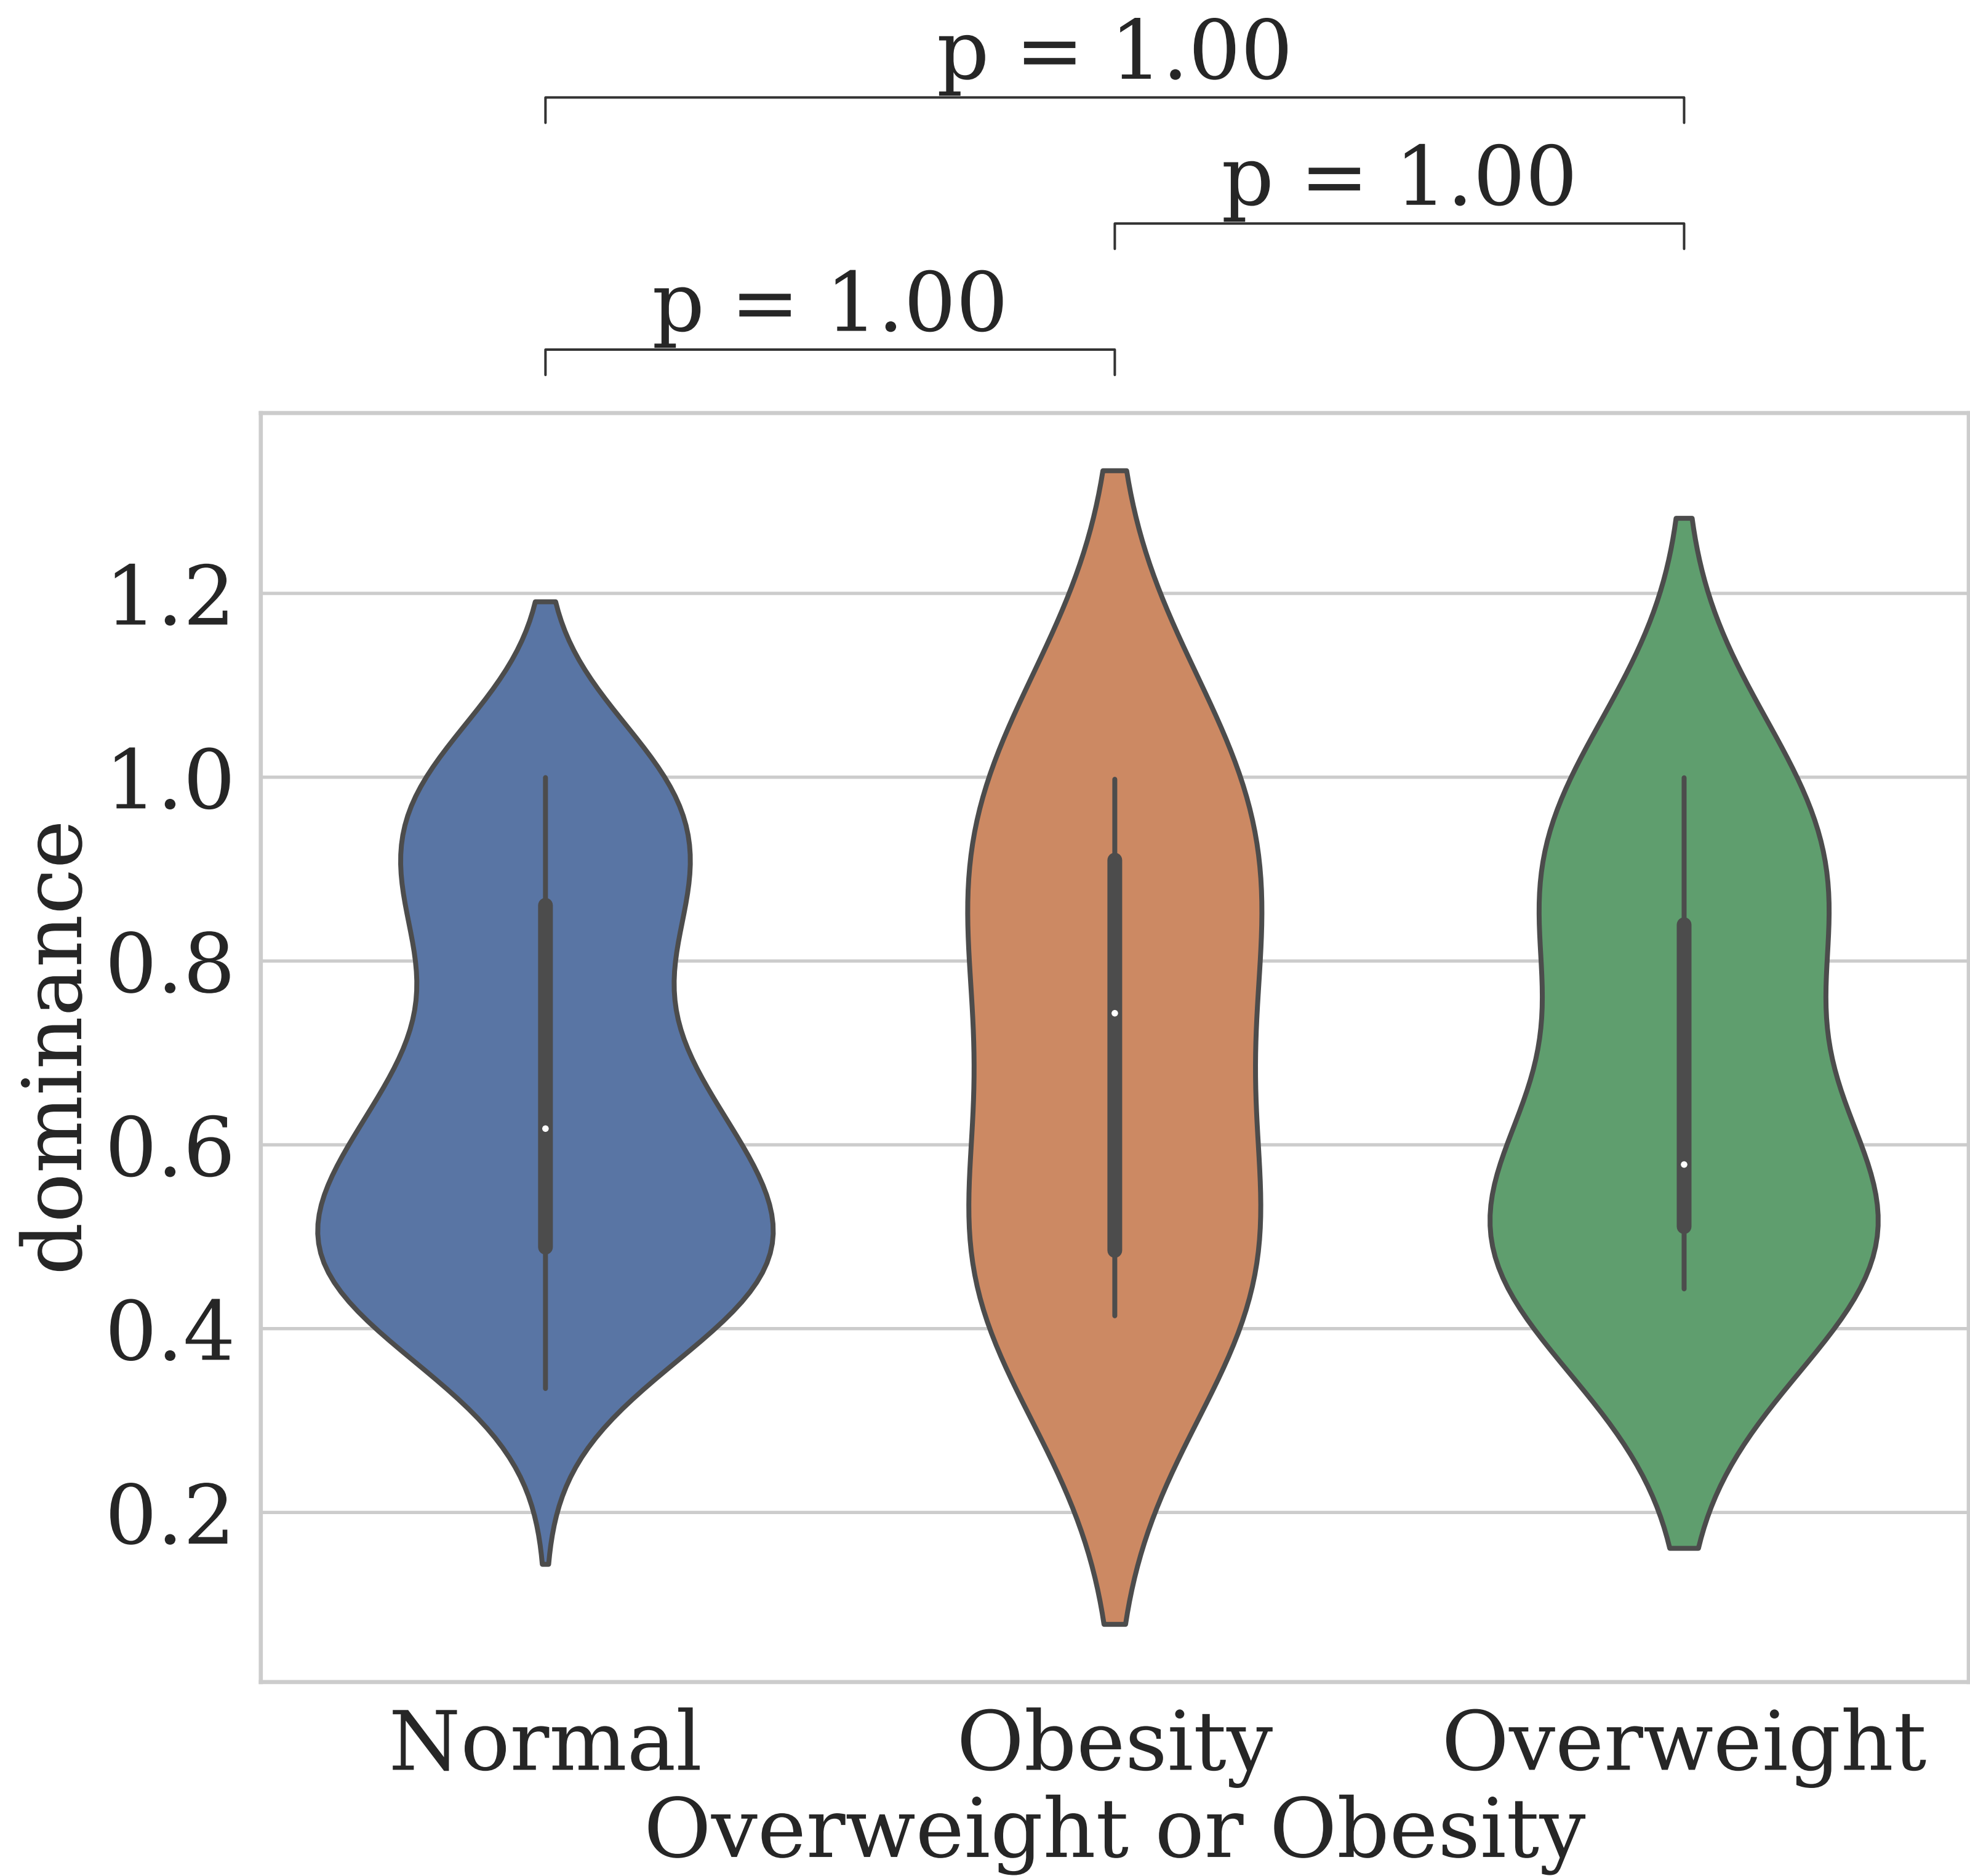 p = 1.00
p = 1.00
p = 1.00
dominance
1.2
1.0
0.8
0.6
0.4
0.2
Normal Obesity Overweight
Overweight or Obesity